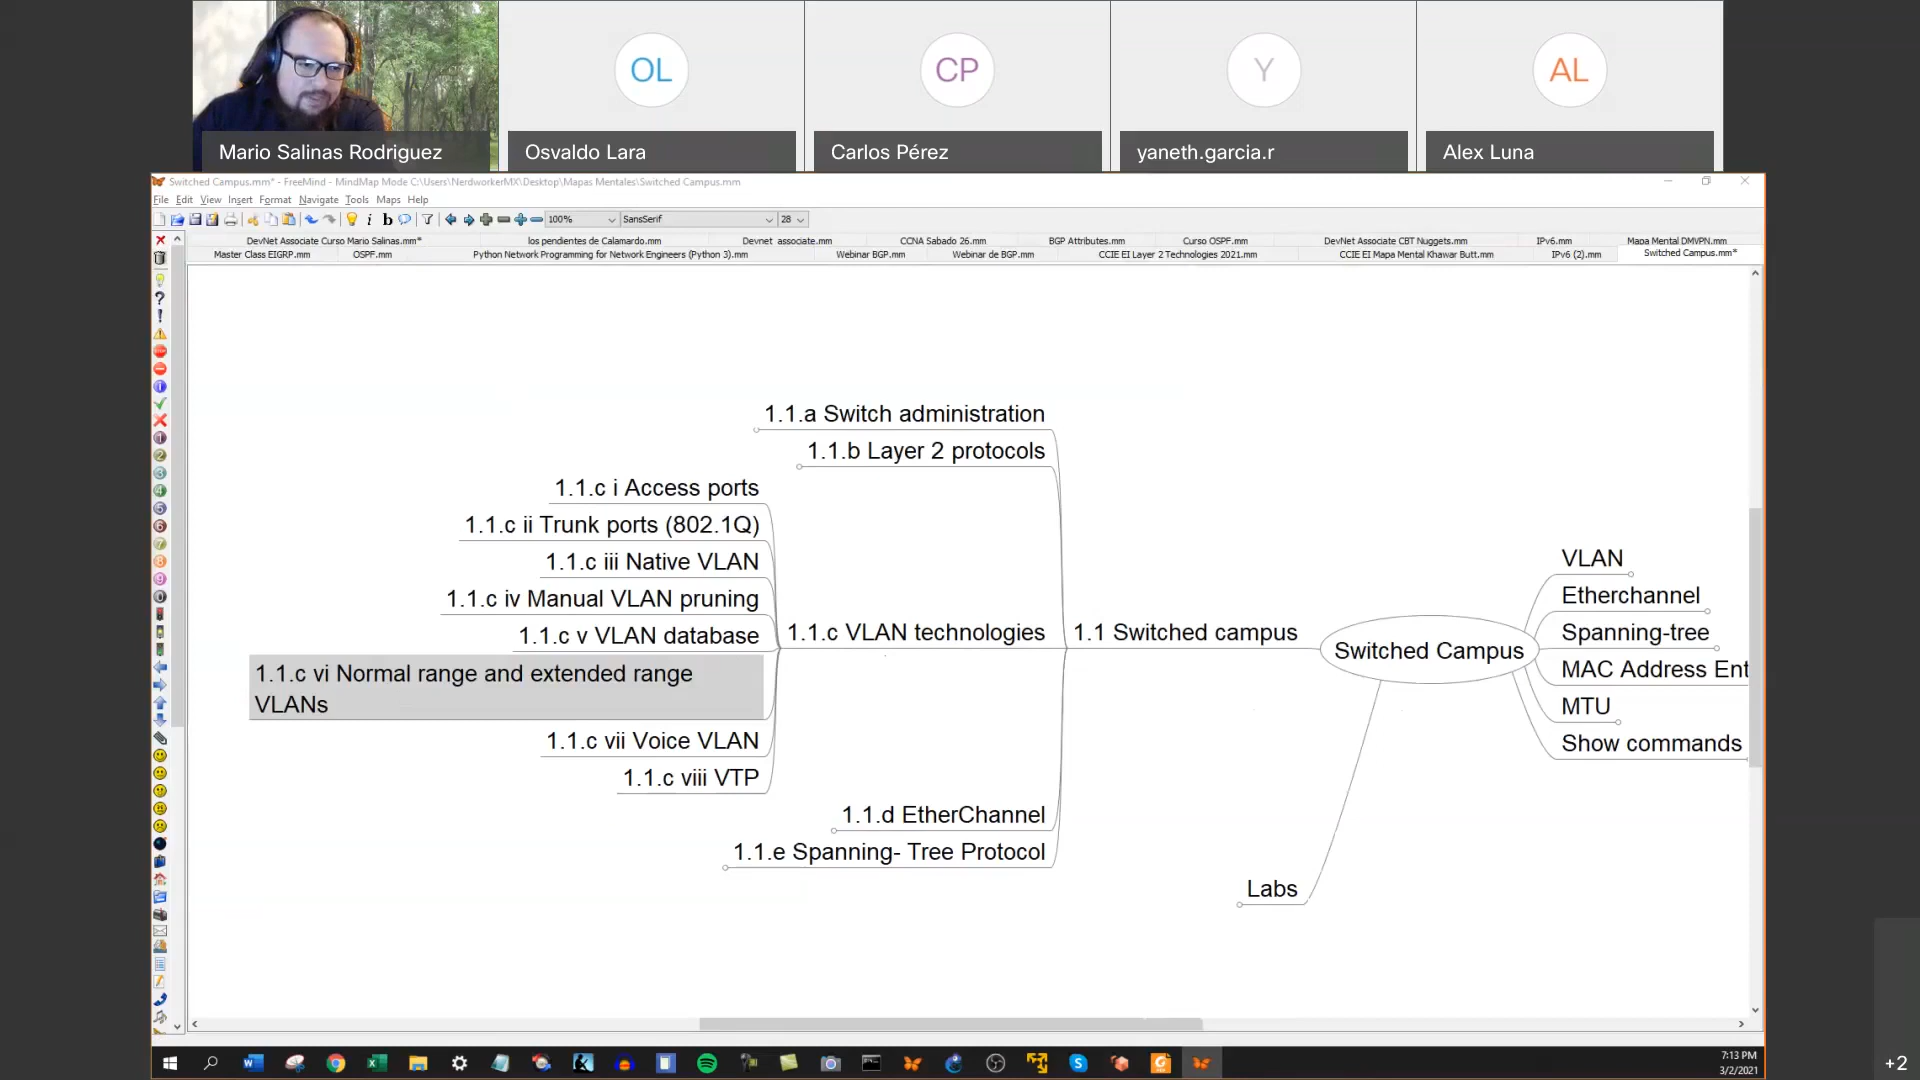 OL
CP
Y
AL
Mario Salinas Rodriguez
Osvaldo Lara
Carlos Pérez
yaneth.garcia.r
Alex Luna
Switched Campus.mm* - FreeMind - MindMap Mode C:\Users\NerdworkerMX\Desktop\Mapas Mentales\Switched Campus.mm
File Edit View Insert Format Navigate Tools Maps Help
100% SansSerif 28
DevNet Associate Curso Mario Salinas.mm* los pendientes de Calamardo.mm Devnet associate.mm CCNA Sabado 26.mm BGP Attributes.mm Curso OSPF.mm DevNet Associate CBT Nuggets.mm IPv6.mm Mapa Mental DMVPN.mm
Master Class EIGRP.mm OSPF.mm Python Network Programming for Network Engineers (Python 3).mm Webinar BGP.mm Webinar de BGP.mm CCIE EI Layer 2 Technologies 2021.mm CCIE EI Mapa Mental Khawar Butt.mm IPv6 (2).mm Switched Campus.mm*
1.1.a Switch administration
1.1.b Layer 2 protocols
1.1.c i Access ports
1.1.c ii Trunk ports (802.1Q)
1.1.c iii Native VLAN
1.1.c iv Manual VLAN pruning
1.1.c v VLAN database
1.1.c vi Normal range and extended range
VLANs
1.1.c vii Voice VLAN
1.1.c viii VTP
1.1.c VLAN technologies
1.1.d EtherChannel
1.1.e Spanning- Tree Protocol
1.1 Switched campus
Labs
Switched Campus
VLAN
Etherchannel
Spanning-tree
MAC Address Ent
MTU
Show commands
7:13 PM
3/2/2021
+2